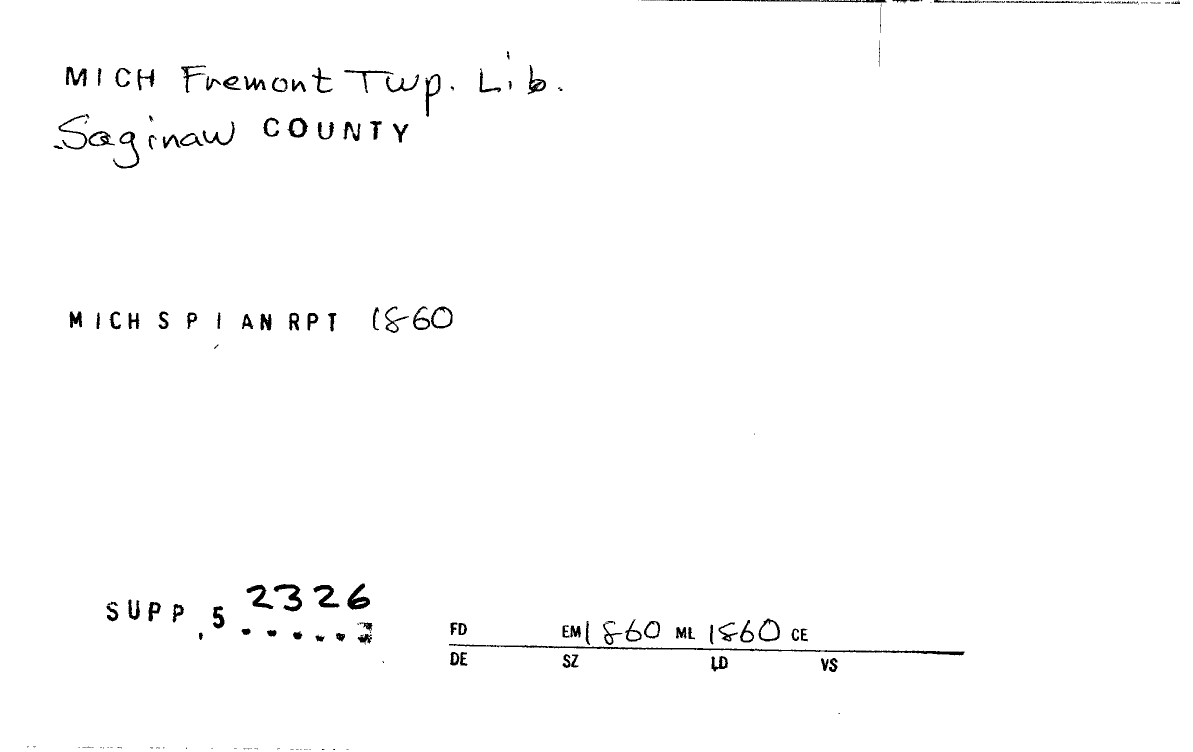 MICH Fremont Twp. Lib.
Saginaw COUNTY
MICH S P I AN RPT 1860
SUPP. 5 2326
FD EM 1860 ML 1860 CE
DE SZ LD VS